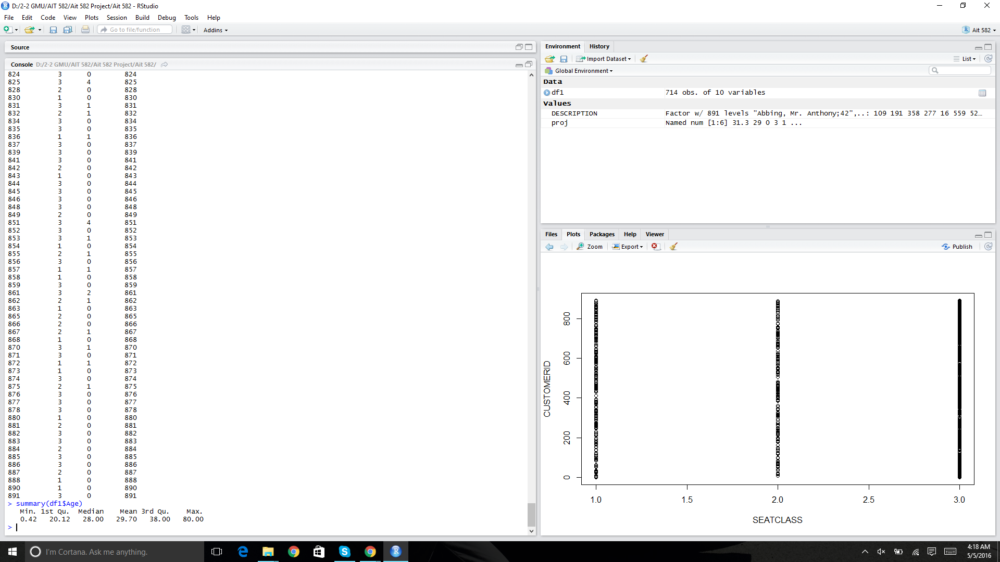 D:/2-2 GMU/AIT 582/Ait 582 Project/Ait 582 - RStudio
File Edit Code View Plots Session Build Debug Tools Help
Go to file/function Addins Ait 582
Source
Console D:/2-2 GMU/AIT 582/Ait 582 Project/Ait 582/
824 3 0 824
825 3 4 825
828 2 0 828
830 1 0 830
831 3 1 831
832 2 1 832
834 3 0 834
835 3 0 835
836 1 1 836
837 3 0 837
839 3 0 839
841 3 0 841
842 2 0 842
843 1 0 843
844 3 0 844
845 3 0 845
846 3 0 846
848 3 0 848
849 2 0 849
851 3 4 851
852 3 0 852
853 3 1 853
854 1 0 854
855 2 1 855
856 3 0 856
857 1 1 857
858 1 0 858
859 3 0 859
861 3 2 861
862 2 1 862
863 1 0 863
865 2 0 865
866 2 0 866
867 2 1 867
868 1 0 868
870 3 1 870
871 3 0 871
872 1 1 872
873 1 0 873
874 3 0 874
875 2 1 875
876 3 0 876
877 3 0 877
878 3 0 878
880 1 0 880
881 2 0 881
882 3 0 882
883 3 0 883
884 2 0 884
885 3 0 885
886 3 0 886
887 2 0 887
888 1 0 888
890 1 0 890
891 3 0 891
> summary(df1$Age)
Min. 1st Qu. Median Mean 3rd Qu. Max.
0.42 20.12 28.00 29.70 38.00 80.00
>
Environment History
Import Dataset List
Global Environment
Data
df1 714 obs. of 10 variables
Values
DESCRIPTION Factor w/ 891 levels "Abbing, Mr. Anthony;42",..: 109 191 358 277 16 559 52…
proj Named num [1:6] 31.3 29 0 3 1 ...
Files Plots Packages Help Viewer
Zoom Export Publish
CUSTOMERID
800
600
400
200
0
1.0 1.5 2.0 2.5 3.0
SEATCLASS
I'm Cortana. Ask me anything.
4:18 AM
5/5/2016